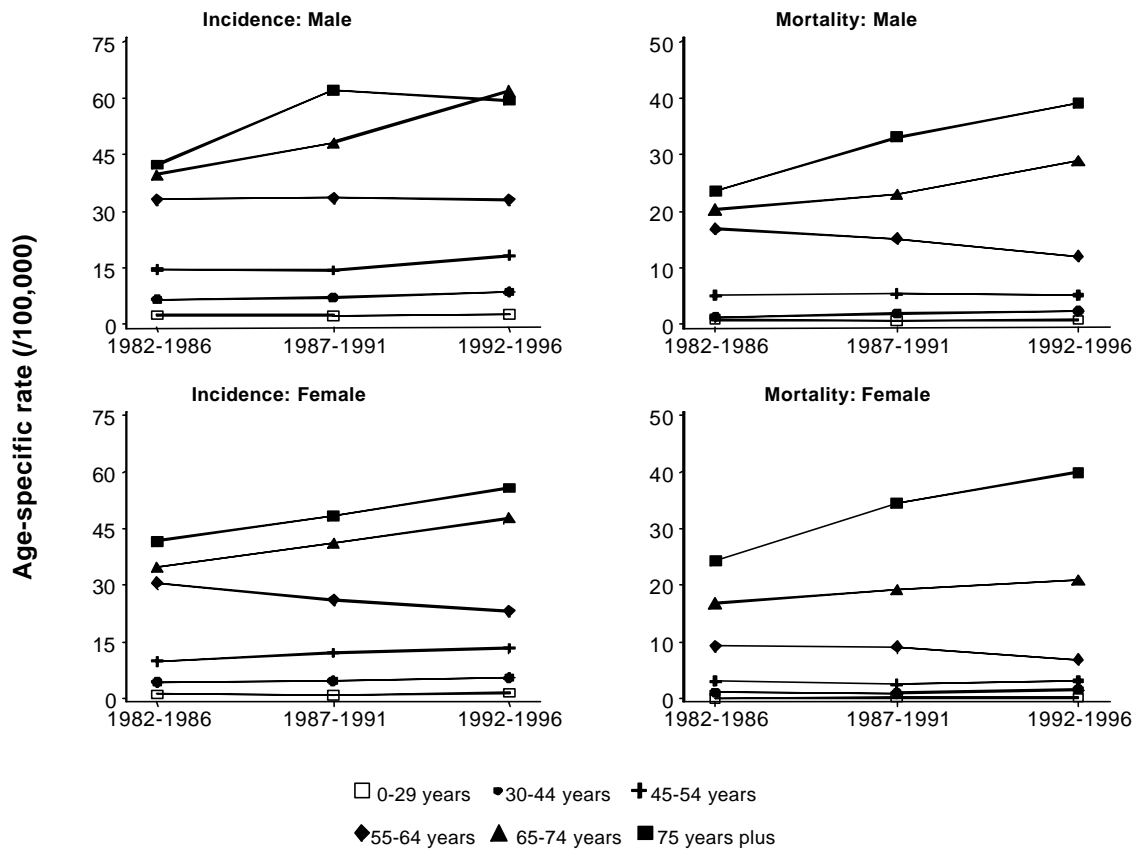 Incidence: Male
75
60
45
30
15
0
1982-1986 1987-1991 1992-1996
Mortality: Male
50
40
30
20
10
0
1982-1986 1987-1991 1992-1996
Age-specific rate (/100,000)
Incidence: Female
75
60
45
30
15
0
1982-1986 1987-1991 1992-1996
Mortality: Female
50
40
30
20
10
0
1982-1986 1987-1991 1992-1996
0-29 years 30-44 years 45-54 years
55-64 years 65-74 years 75 years plus